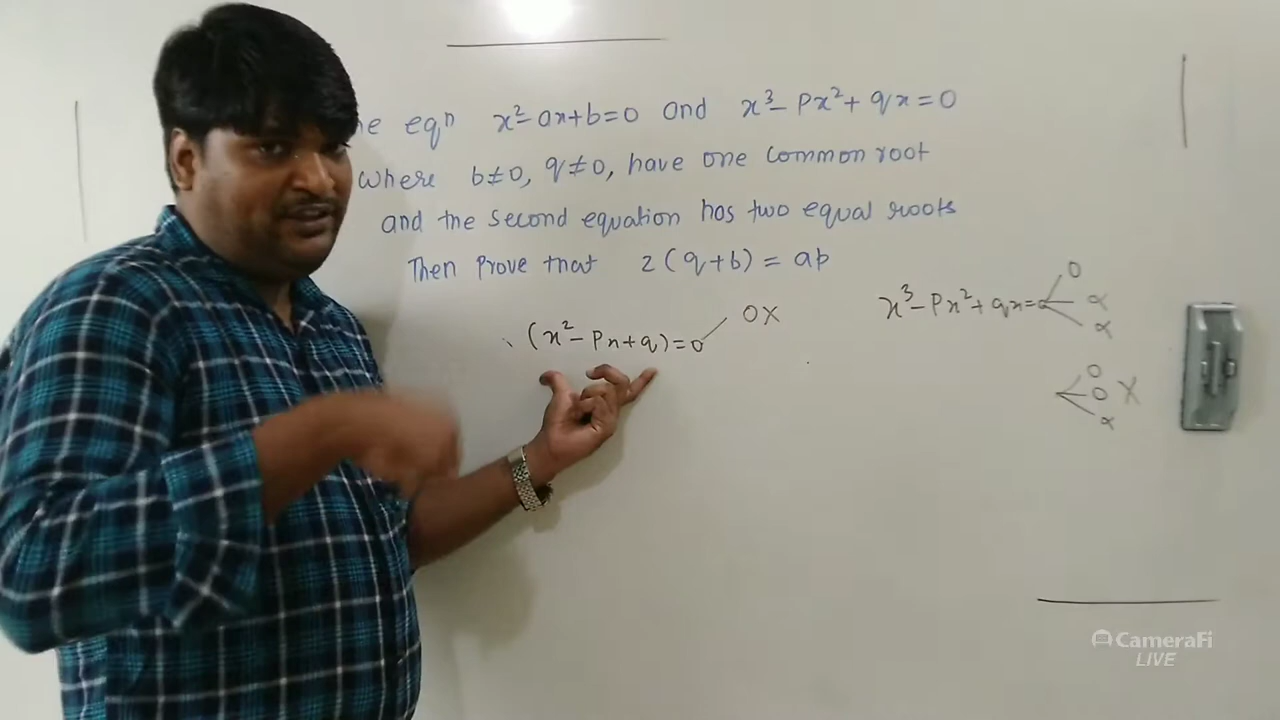 he eqn x²-ax+b=0 and x³-Px²+qx=0
where b≠0, q≠0, have one common root
and the second equation has two equal roots
Then prove that 2(q+b)=ap
(x²-Px+q)=0 0 X
x³-Px²+qx=0 0 α α
0 0 α X
CameraFi
LIVE